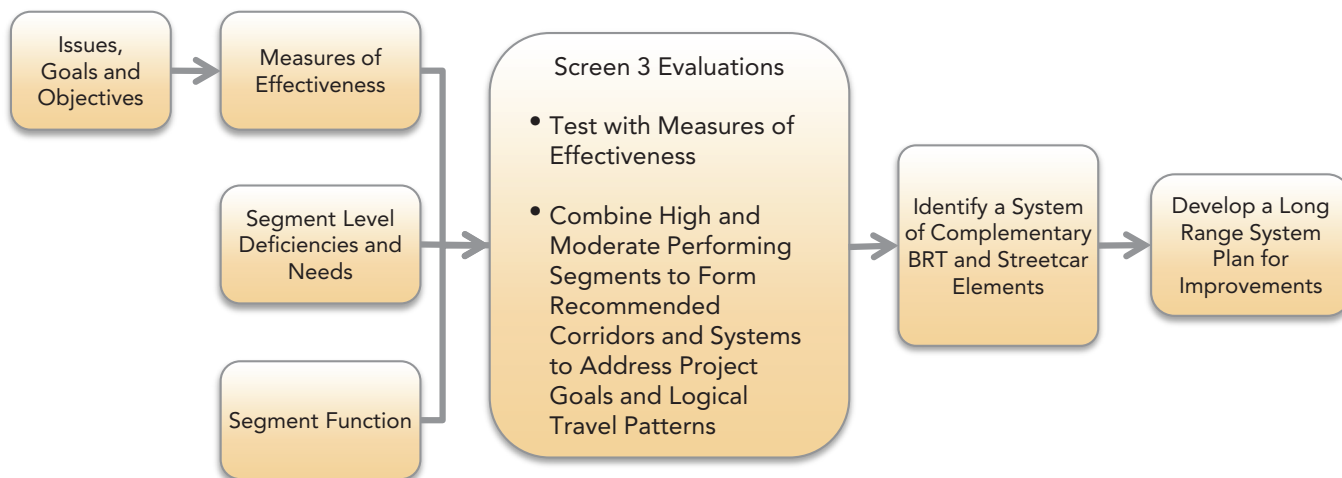 Issues,
Goals and
Objectives
Measures of
Effectiveness
Segment Level
Deficiencies and
Needs
Segment Function
Screen 3 Evaluations
• Test with Measures of
Effectiveness
• Combine High and
Moderate Performing
Segments to Form
Recommended
Corridors and Systems
to Address Project
Goals and Logical
Travel Patterns
Identify a System
of Complementary
BRT and Streetcar
Elements
Develop a Long
Range System
Plan for
Improvements